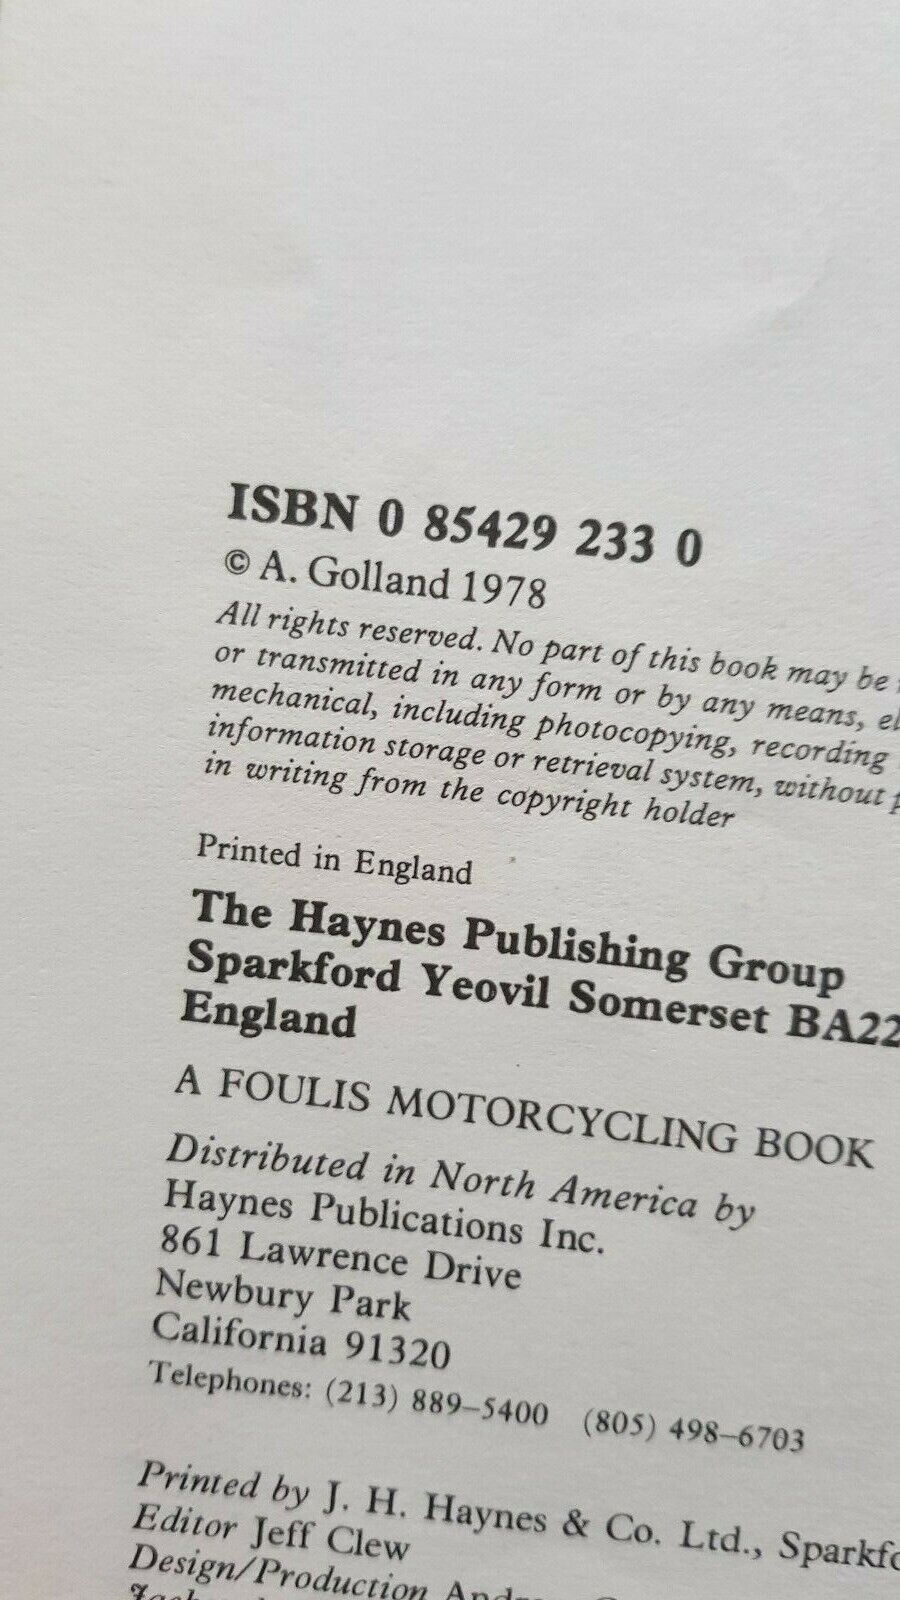 ISBN 0 85429 233 0
© A. Golland 1978
All rights reserved. No part of this book may be
or transmitted in any form or by any means,
mechanical, including photocopying, recording
information storage or retrieval system, without
in writing from the copyright holder
Printed in England
The Haynes Publishing Group
Sparkford Yeovil Somerset BA22
England
A FOULIS MOTORCYCLING BOOK
Distributed in North America by
Haynes Publications Inc.
861 Lawrence Drive
Newbury Park
California 91320
Telephones: (213) 889–5400 (805) 498–6703
Printed by J. H. Haynes & Co. Ltd.,
Editor Jeff Clew
Design/Production